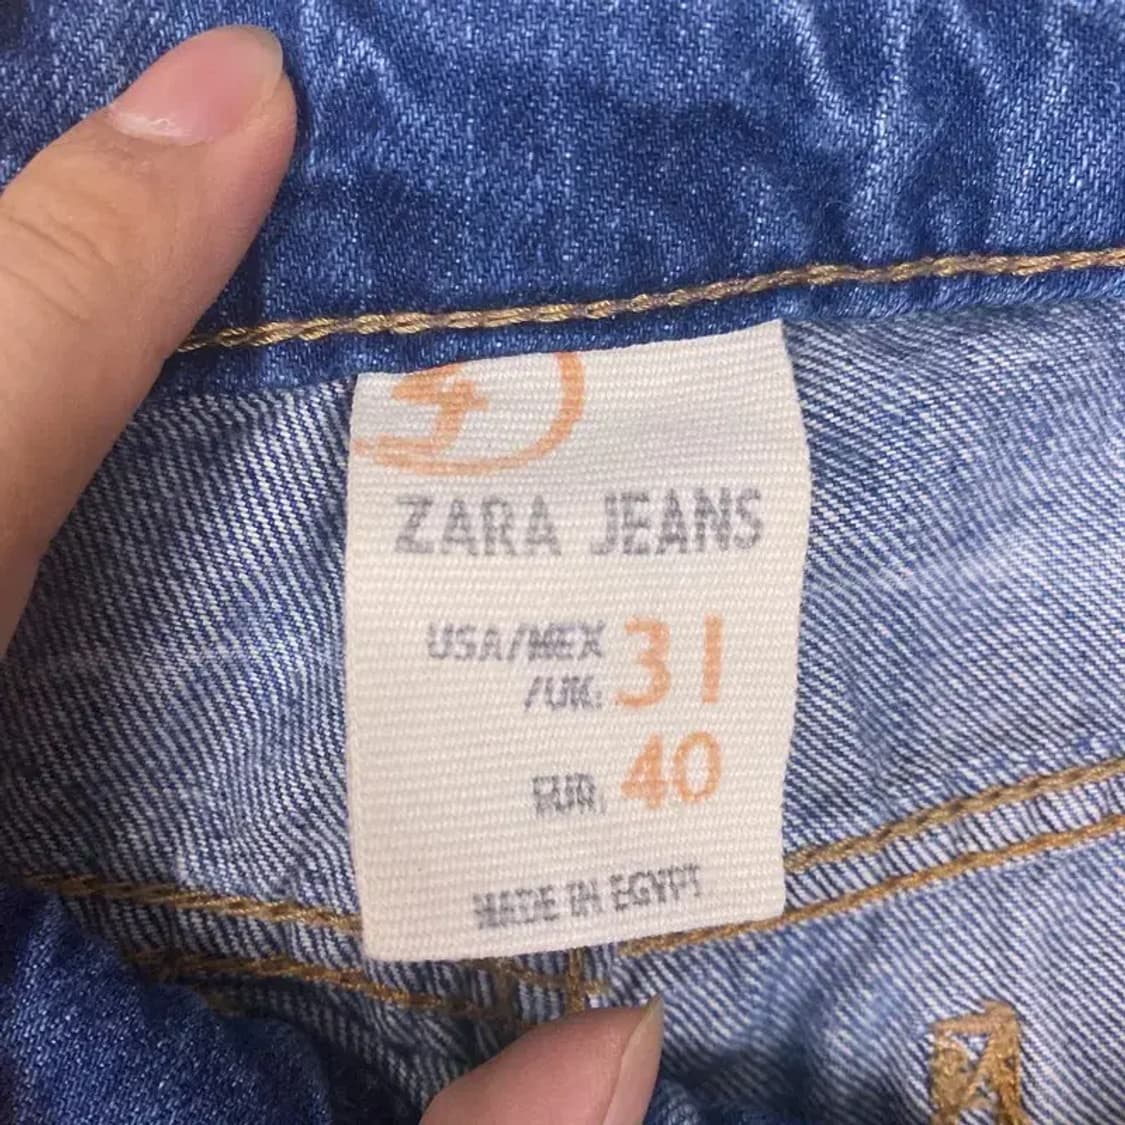 ZARA JEANS
USA/MEX 31
/UK:
EUR, 40
MADE IN EGYPT